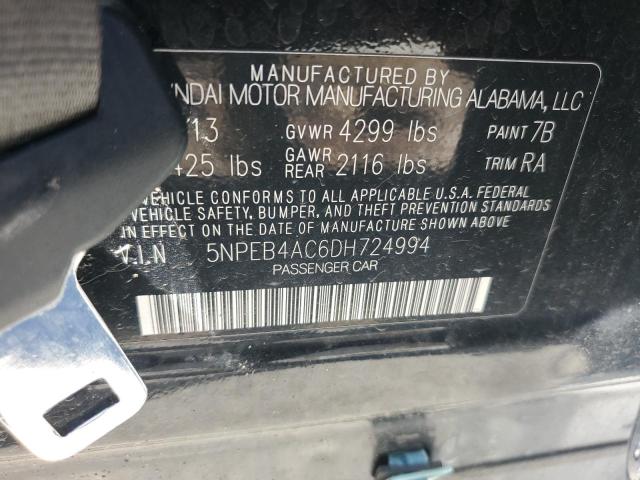 MANUFACTURED BY
NDAI MOTOR MANUFACTURING ALABAMA, LLC
13 GVWR 4299 lbs PAINT 7B
425 lbs GAWR REAR 2116 lbs TRIM RA
VEHICLE CONFORMS TO ALL APPLICABLE U.S.A. FEDERAL
VEHICLE SAFETY, BUMPER, AND THEFT PREVENTION STANDARDS
IN EFFECT ON THE DATE OF MANUFACTURE SHOWN ABOVE
V.I.N 5NPEB4AC6DH724994
PASSENGER CAR